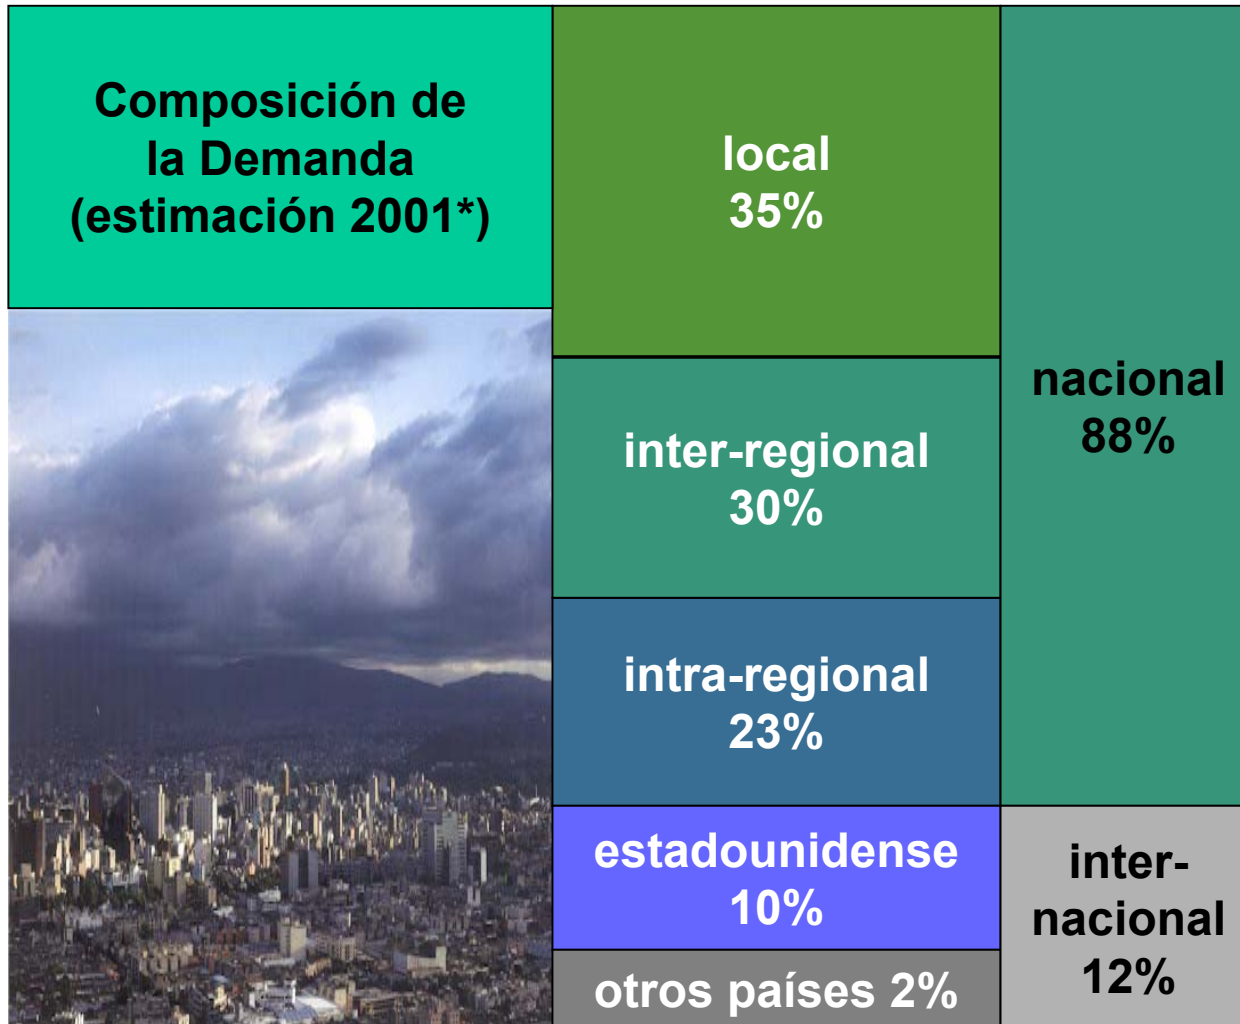 Composición de
la Demanda
(estimación 2001*)
local
35%
inter-regional
30%
intra-regional
23%
estadounidense
10%
otros países 2%
nacional
88%
inter-
nacional
12%